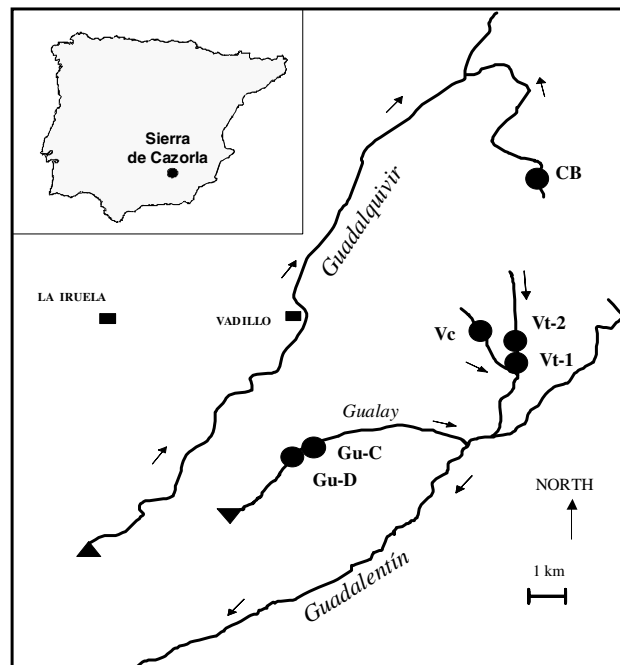 Sierra
de Cazorla
CB
Guadalquivir
LA IRUELA
VADILLO
Vc
Vt-2
Vt-1
Gualay
Gu-C
Gu-D
NORTH
1 km
Guadalentín